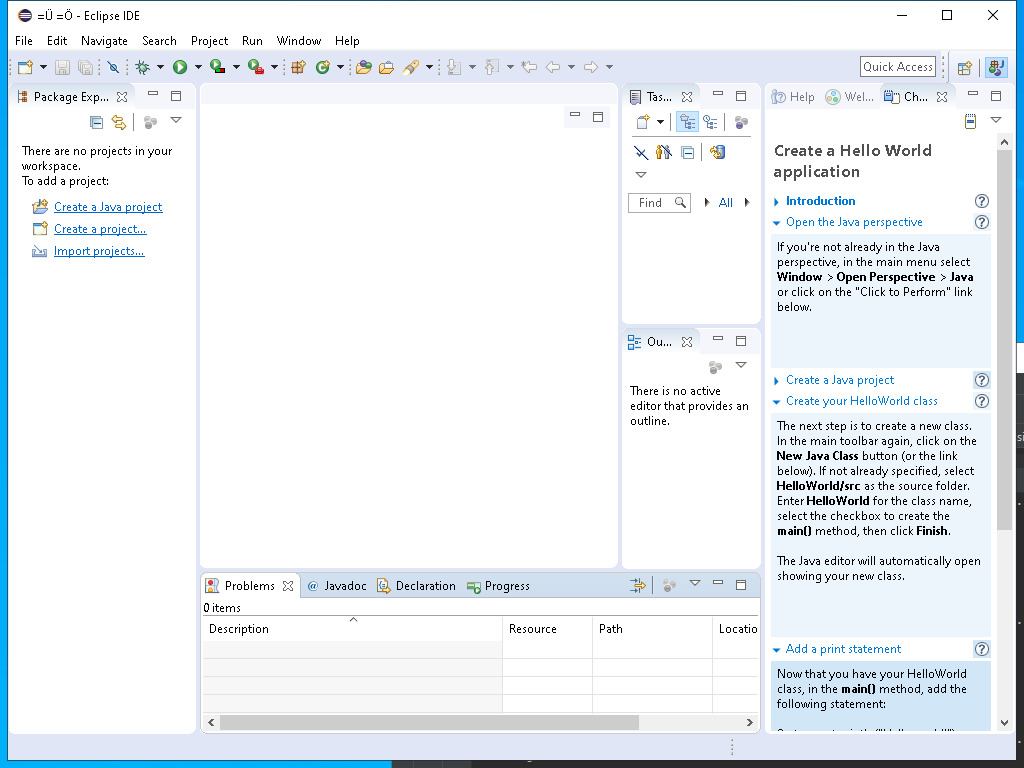 =Ü =Ö - Eclipse IDE
File Edit Navigate Search Project Run Window Help
Quick Access
Package Exp...
There are no projects in your
workspace.
To add a project:
Create a Java project
Create a project...
Import projects...
Tas...
Find
All
Ou...
There is no active
editor that provides an
outline.
Help
Wel...
Ch...
Create a Hello World
application
Introduction
Open the Java perspective
If you're not already in the Java
perspective, in the main menu select
Window > Open Perspective > Java
or click on the "Click to Perform" link
below.
Create a Java project
Create your HelloWorld class
The next step is to create a new class.
In the main toolbar again, click on the
New Java Class button (or the link
below). If not already specified, select
HelloWorld/src as the source folder.
Enter HelloWorld for the class name,
select the checkbox to create the
main() method, then click Finish.
The Java editor will automatically open
showing your new class.
Add a print statement
Now that you have your HelloWorld
class, in the main() method, add the
following statement:
Problems
@ Javadoc
Declaration
Progress
0 items
Description Resource Path Locatio